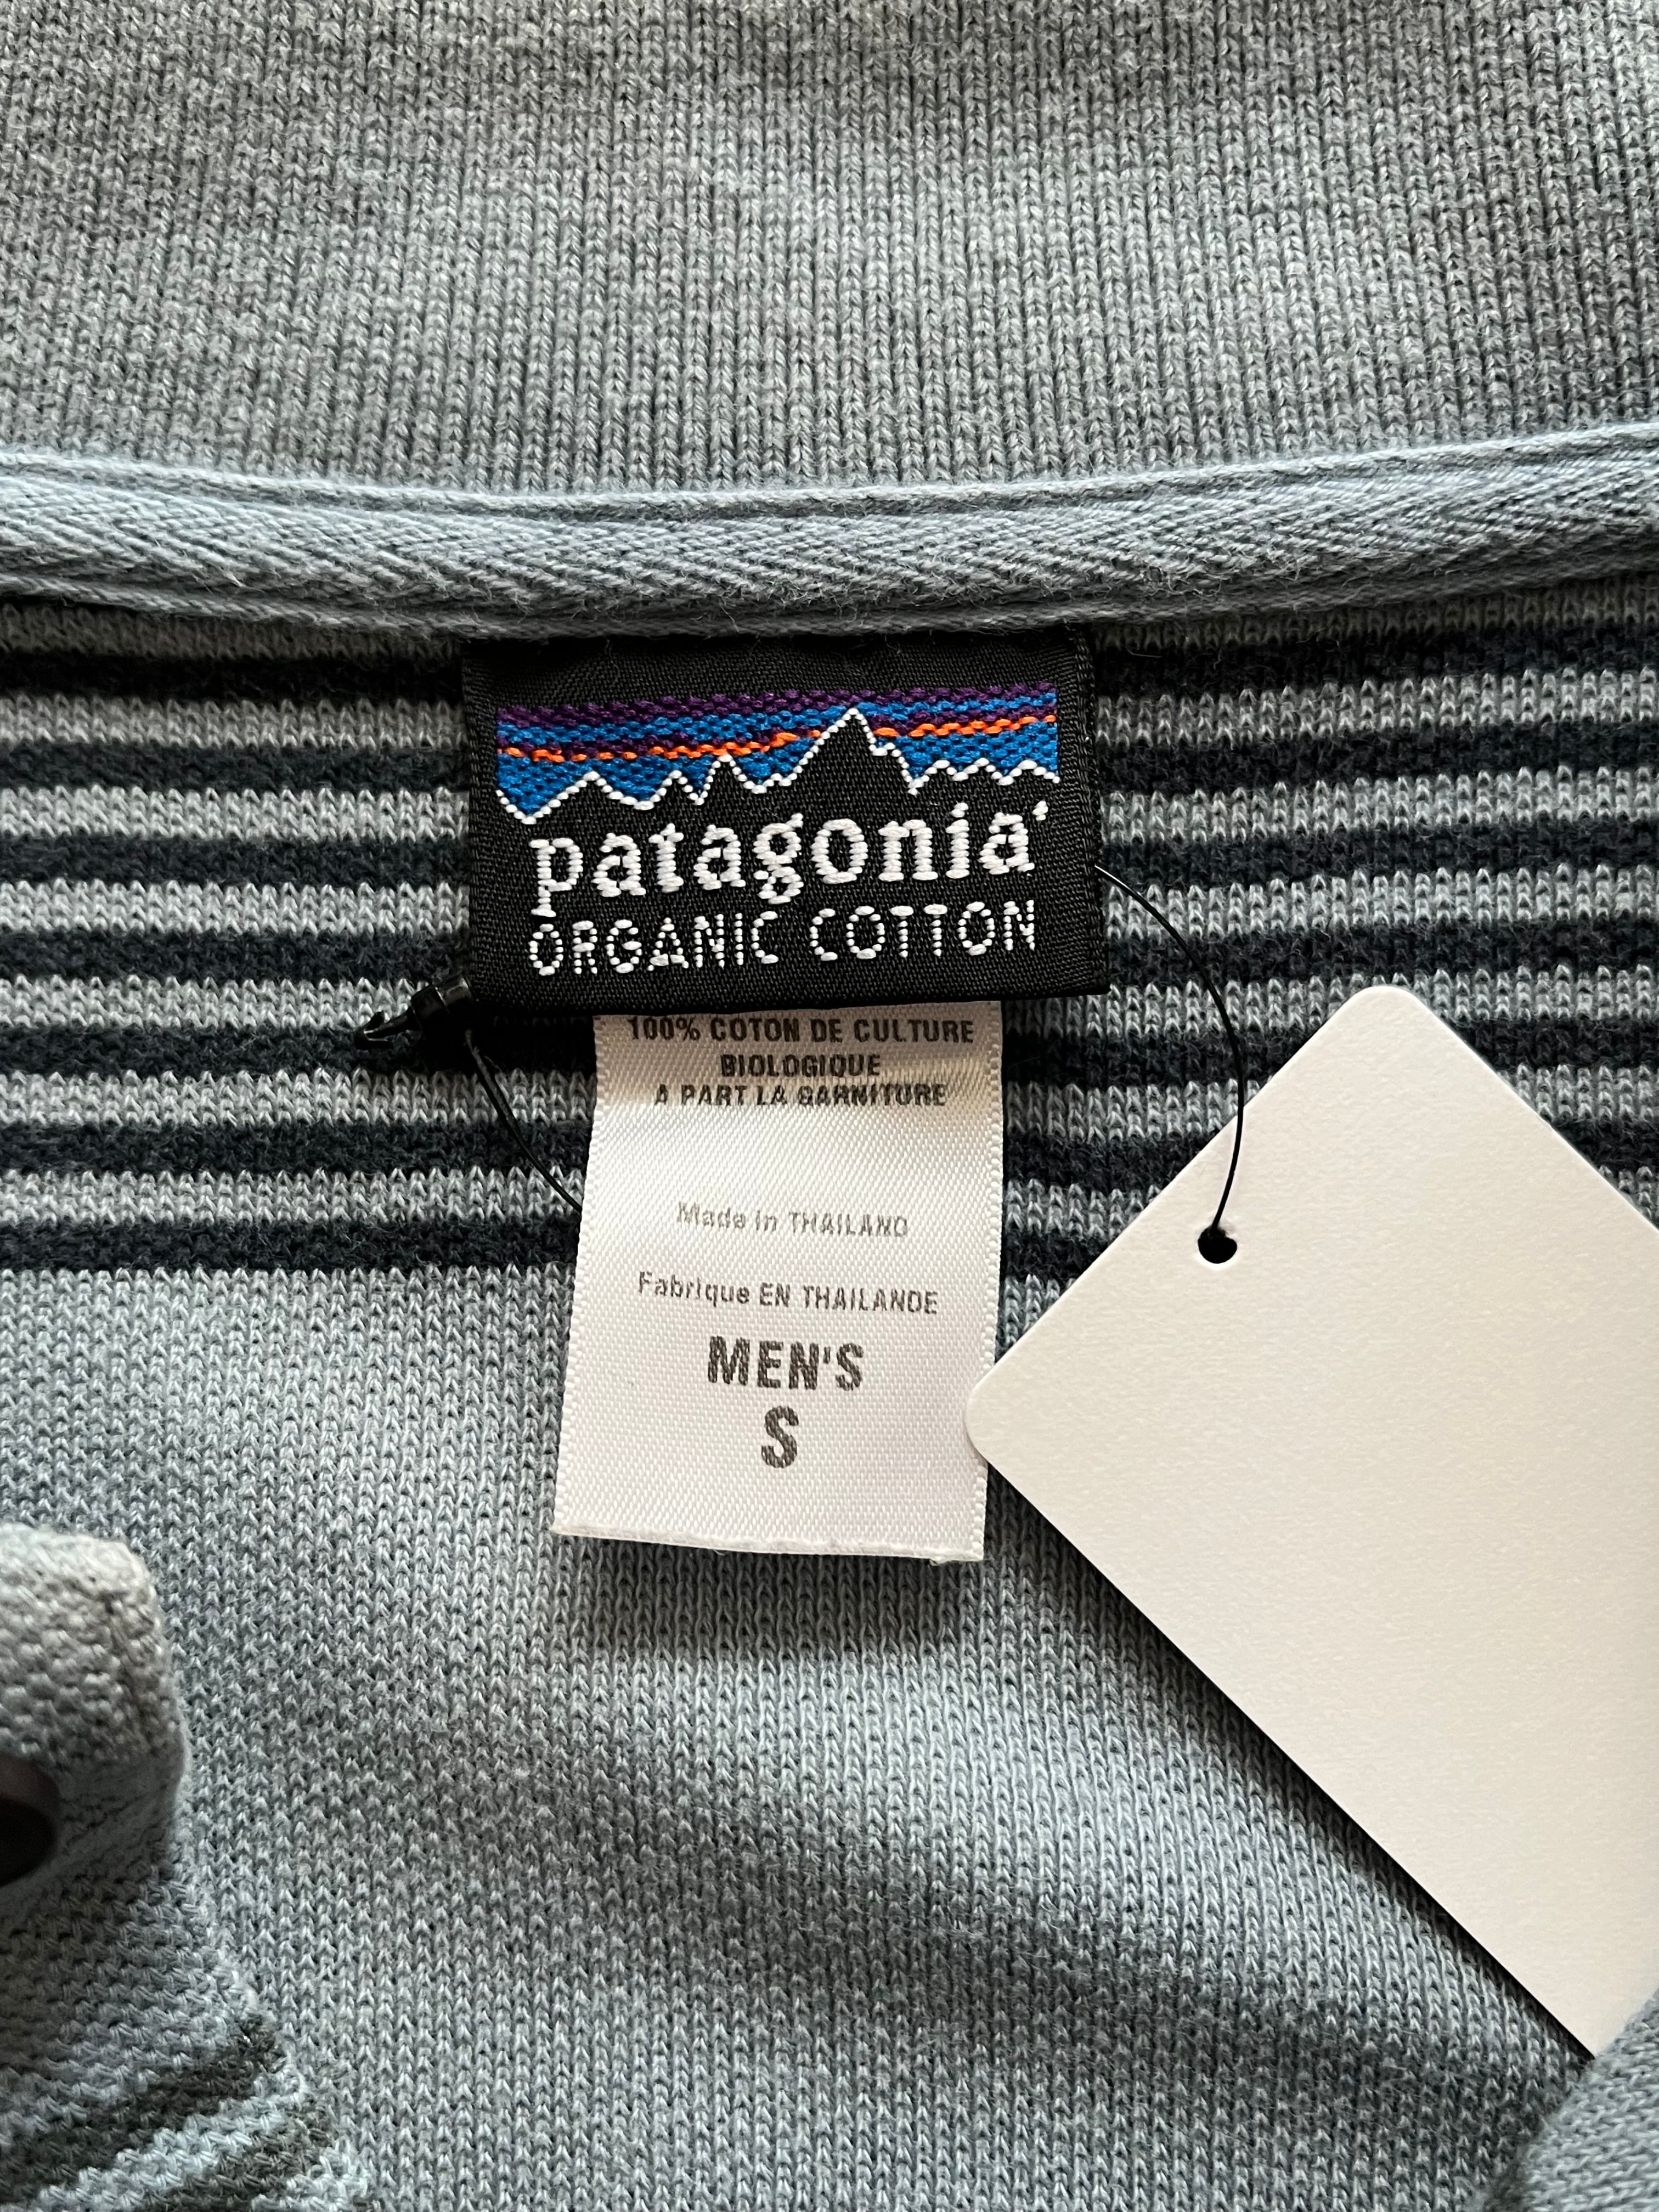 patagonia®
ORGANIC COTTON
100% COTON DE CULTURE
BIOLOGIQUE
A PART LA GARNITURE
Made in THAILAND
Fabrique EN THAILANDE
MEN'S
S